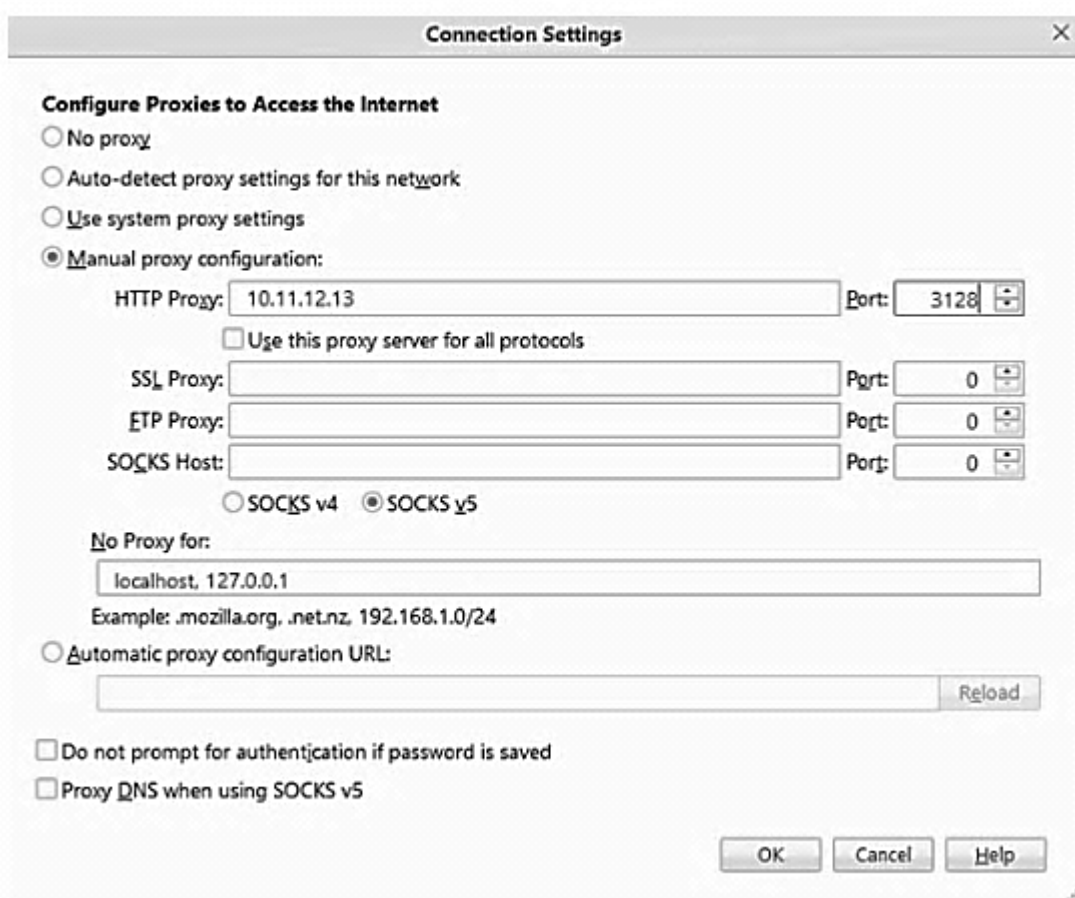 Connection Settings
Configure Proxies to Access the Internet
No proxy
Auto-detect proxy settings for this network
Use system proxy settings
Manual proxy configuration:
HTTP Proxy: 10.11.12.13 Port: 3128
Use this proxy server for all protocols
SSL Proxy: Port: 0
FTP Proxy: Port: 0
SOCKS Host: Port: 0
SOCKS v4 SOCKS v5
No Proxy for:
localhost, 127.0.0.1
Example: .mozilla.org, .net.nz, 192.168.1.0/24
Automatic proxy configuration URL:
Reload
Do not prompt for authentication if password is saved
Proxy DNS when using SOCKS v5
OK Cancel Help